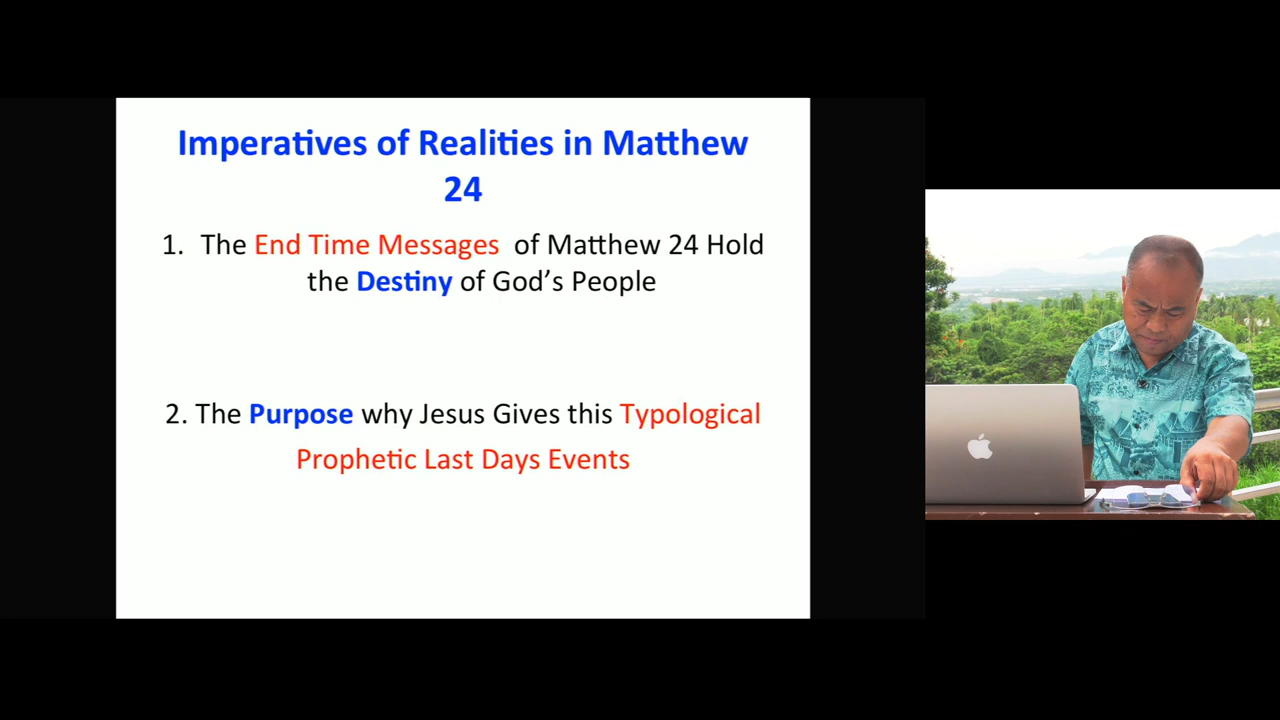 Imperatives of Realities in Matthew
24
1. The End Time Messages of Matthew 24 Hold
the Destiny of God’s People
2. The Purpose why Jesus Gives this Typological
Prophetic Last Days Events